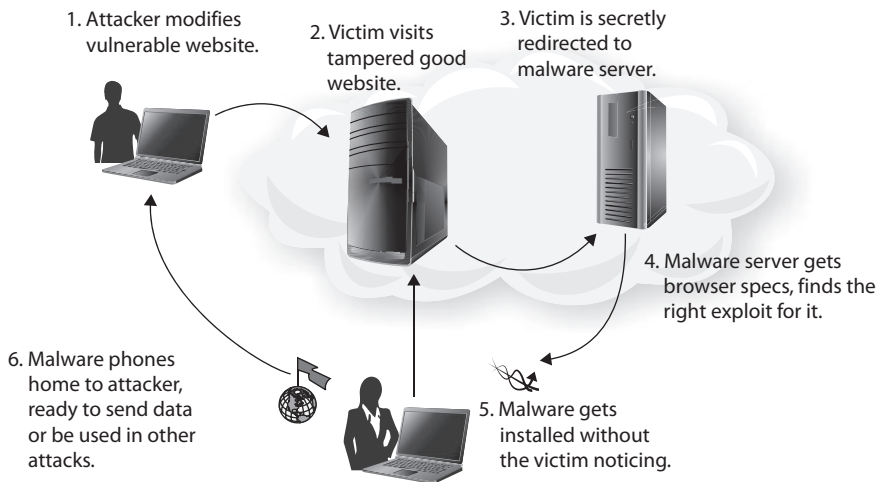 1. Attacker modifies
vulnerable website.
2. Victim visits
tampered good
website.
3. Victim is secretly
redirected to
malware server.
4. Malware server gets
browser specs, finds the
right exploit for it.
5. Malware gets
installed without
the victim noticing.
6. Malware phones
home to attacker,
ready to send data
or be used in other
attacks.